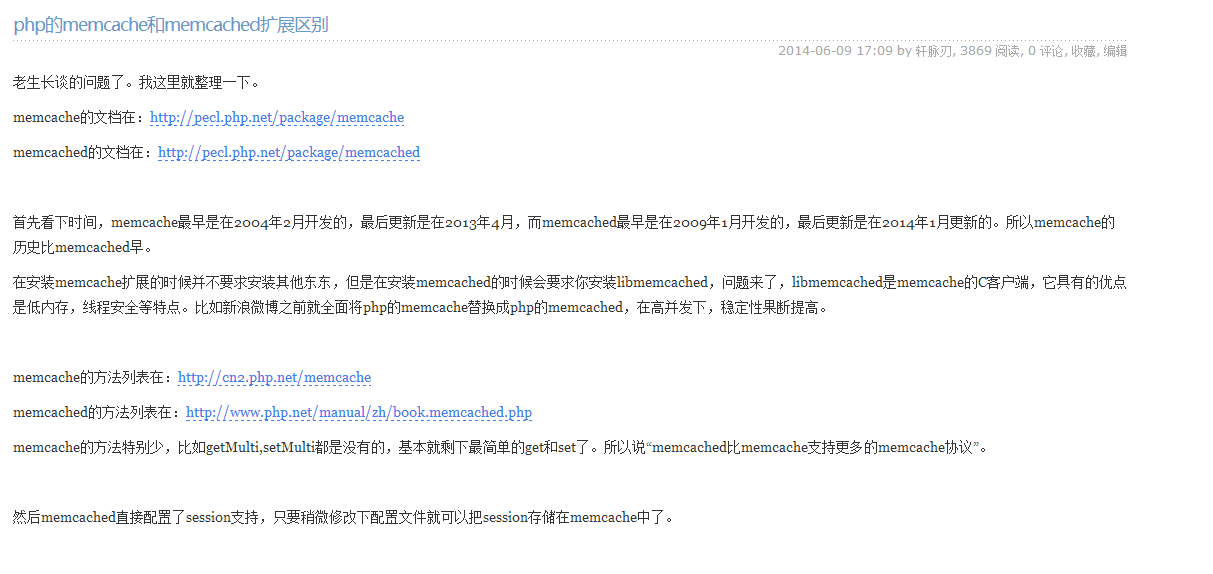 php的memcache和memcached扩展区别
2014-06-09 17:09 by 轩脉刃, 3869 阅读, 0 评论, 收藏, 编辑
老生长谈的问题了。我这里就整理一下。
memcache的文档在：http://pecl.php.net/package/memcache
memcached的文档在：http://pecl.php.net/package/memcached
首先看下时间，memcache最早是在2004年2月开发的，最后更新是在2013年4月，而memcached最早是在2009年1月开发的，最后更新是在2014年1月更新的。所以memcache的
历史比memcached早。
在安装memcache扩展的时候并不要求安装其他东东，但是在安装memcached的时候会要求你安装libmemcached，问题来了，libmemcached是memcache的C客户端，它具有的优点
是低内存，线程安全等特点。比如新浪微博之前就全面将php的memcache替换成php的memcached，在高并发下，稳定性果断提高。
memcache的方法列表在：http://cn2.php.net/memcache
memcached的方法列表在：http://www.php.net/manual/zh/book.memcached.php
memcache的方法特别少，比如getMulti,setMulti都是没有的，基本就剩下最简单的get和set了。所以说“memcached比memcache支持更多的memcache协议”。
然后memcached直接配置了session支持，只要稍微修改下配置文件就可以把session存储在memcache中了。